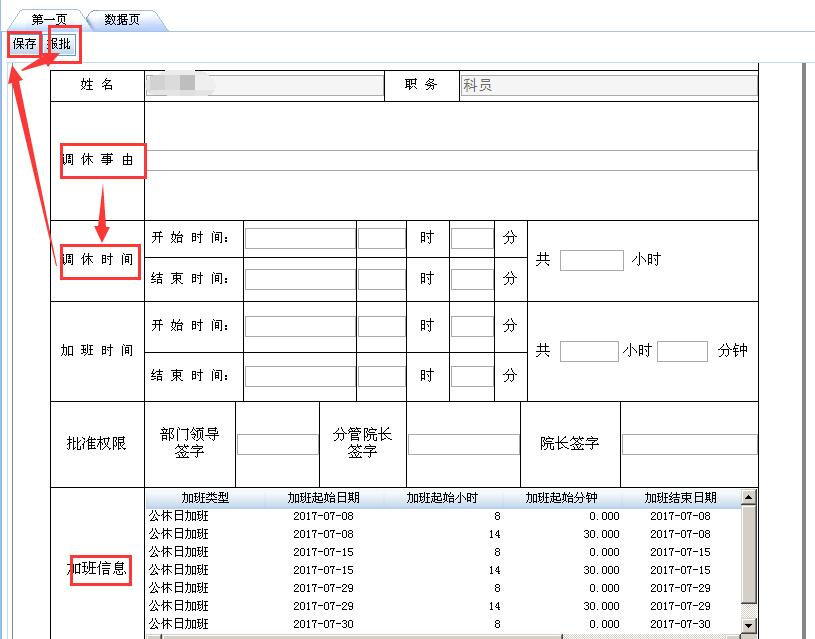 第一页 数据页
保存 报批
姓 名 职 务 科员
调 休 事 由
调 休 时 间 开 始 时 间： 时 分 共 小时
结 束 时 间： 时 分
加 班 时 间 开 始 时 间： 时 分 共 小时 分钟
结 束 时 间： 时 分
批准权限 部门领导签字 分管院长签字 院长签字
加班信息
加班类型 加班起始日期 加班起始小时 加班起始分钟 加班结束日期
公休日加班 2017-07-08 8 0.000 2017-07-08
公休日加班 2017-07-08 14 30.000 2017-07-08
公休日加班 2017-07-15 8 0.000 2017-07-15
公休日加班 2017-07-15 14 30.000 2017-07-15
公休日加班 2017-07-29 8 0.000 2017-07-29
公休日加班 2017-07-29 14 30.000 2017-07-29
公休日加班 2017-07-30 8 0.000 2017-07-30